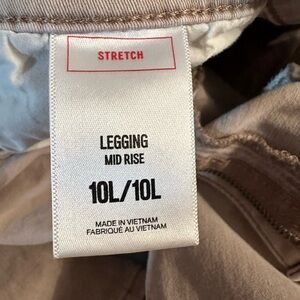 STRETCH
LEGGING
MID RISE
10L/10L
MADE IN VIETNAM
FABRIQUÉ AU VIETNAM